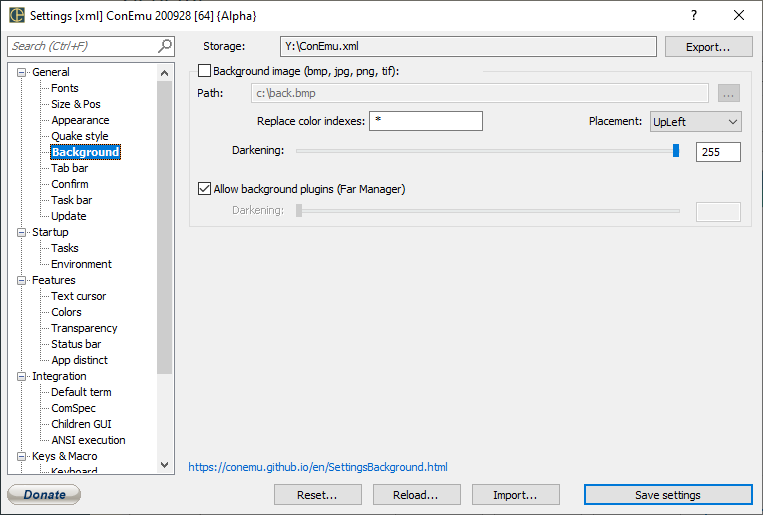 Settings [xml] ConEmu 200928 [64] {Alpha}
?
Search (Ctrl+F)
Storage:
Y:\ConEmu.xml
Export...
General
Fonts
Size & Pos
Appearance
Quake style
Background
Tab bar
Confirm
Task bar
Update
Startup
Tasks
Environment
Features
Text cursor
Colors
Transparency
Status bar
App distinct
Integration
Default term
ComSpec
Children GUI
ANSI execution
Keys & Macro
Keyboard
Background image (bmp, jpg, png, tif):
Path:
c:\back.bmp
...
Replace color indexes:
*
Placement:
UpLeft
Darkening:
255
Allow background plugins (Far Manager)
Darkening:
https://conemu.github.io/en/SettingsBackground.html
Donate
Reset...
Reload...
Import...
Save settings